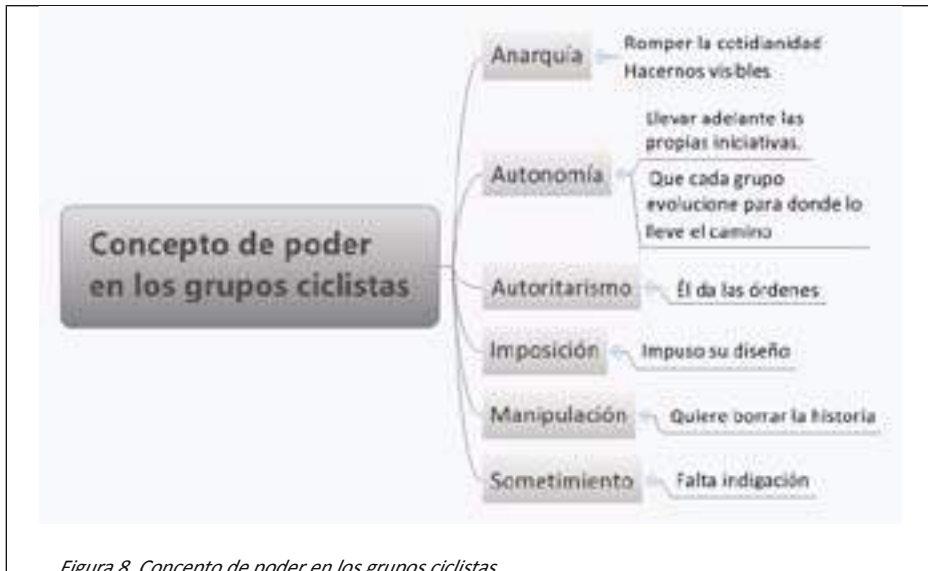 Concepto de poder
en los grupos ciclistas
Anarquía
Romper la cotidianidad
Hacernos visibles
Autonomía
Llevar adelante las
propias iniciativas.
Que cada grupo
evolucione para donde lo
lleve el camino
Autoritarismo
Él da las órdenes
Imposición
Impuso su diseño
Manipulación
Quiere borrar la historia
Sometimiento
Falta indigación
Figura 8. Concepto de poder en los grupos ciclistas